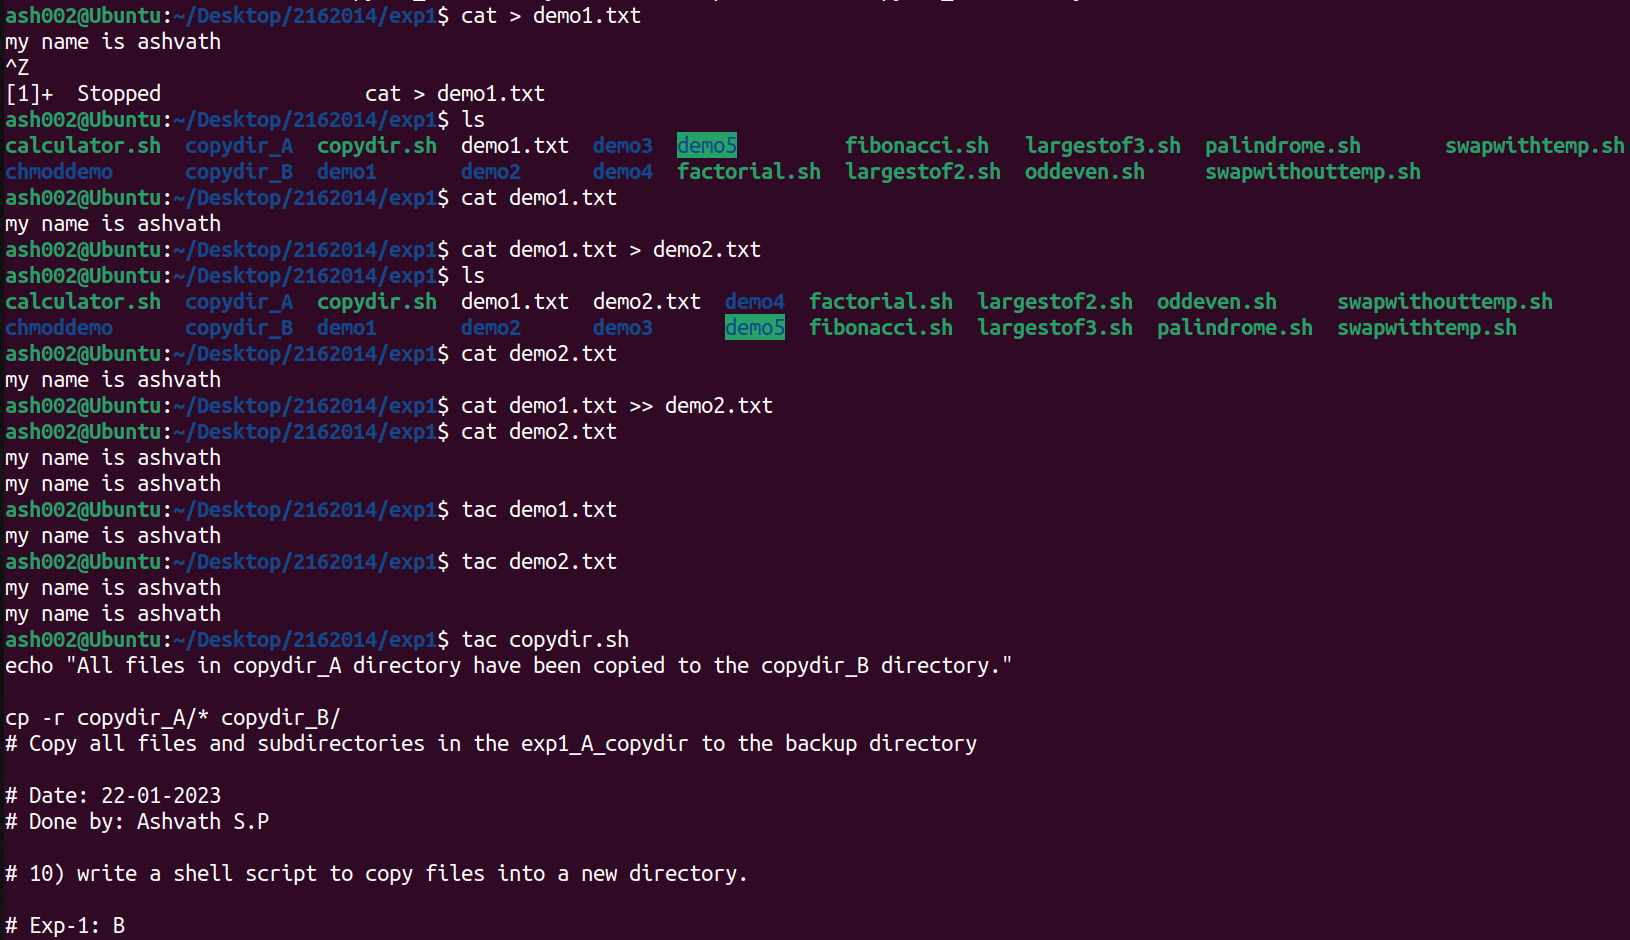 ash002@Ubuntu:~/Desktop/2162014/exp1$ cat > demo1.txt
my name is ashvath
^Z
[1]+  Stopped                 cat > demo1.txt
ash002@Ubuntu:~/Desktop/2162014/exp1$ ls
calculator.sh  copydir_A  copydir.sh  demo1.txt  demo3  demo5         fibonacci.sh   largestof3.sh  palindrome.sh       swapwithtemp.sh
chmoddemo      copydir_B  demo1       demo2      demo4  factorial.sh  largestof2.sh  oddeven.sh     swapwithouttemp.sh
ash002@Ubuntu:~/Desktop/2162014/exp1$ cat demo1.txt
my name is ashvath
ash002@Ubuntu:~/Desktop/2162014/exp1$ cat demo1.txt > demo2.txt
ash002@Ubuntu:~/Desktop/2162014/exp1$ ls
calculator.sh  copydir_A  copydir.sh  demo1.txt  demo2.txt  demo4  factorial.sh  largestof2.sh  oddeven.sh     swapwithouttemp.sh
chmoddemo      copydir_B  demo1       demo2      demo3      demo5  fibonacci.sh  largestof3.sh  palindrome.sh  swapwithtemp.sh
ash002@Ubuntu:~/Desktop/2162014/exp1$ cat demo2.txt
my name is ashvath
ash002@Ubuntu:~/Desktop/2162014/exp1$ cat demo1.txt >> demo2.txt
ash002@Ubuntu:~/Desktop/2162014/exp1$ cat demo2.txt
my name is ashvath
my name is ashvath
ash002@Ubuntu:~/Desktop/2162014/exp1$ tac demo1.txt
my name is ashvath
ash002@Ubuntu:~/Desktop/2162014/exp1$ tac demo2.txt
my name is ashvath
my name is ashvath
ash002@Ubuntu:~/Desktop/2162014/exp1$ tac copydir.sh
echo "All files in copydir_A directory have been copied to the copydir_B directory."
cp -r copydir_A/* copydir_B/
# Copy all files and subdirectories in the exp1_A_copydir to the backup directory
# Date: 22-01-2023
# Done by: Ashvath S.P
# 10) write a shell script to copy files into a new directory.
# Exp-1: B